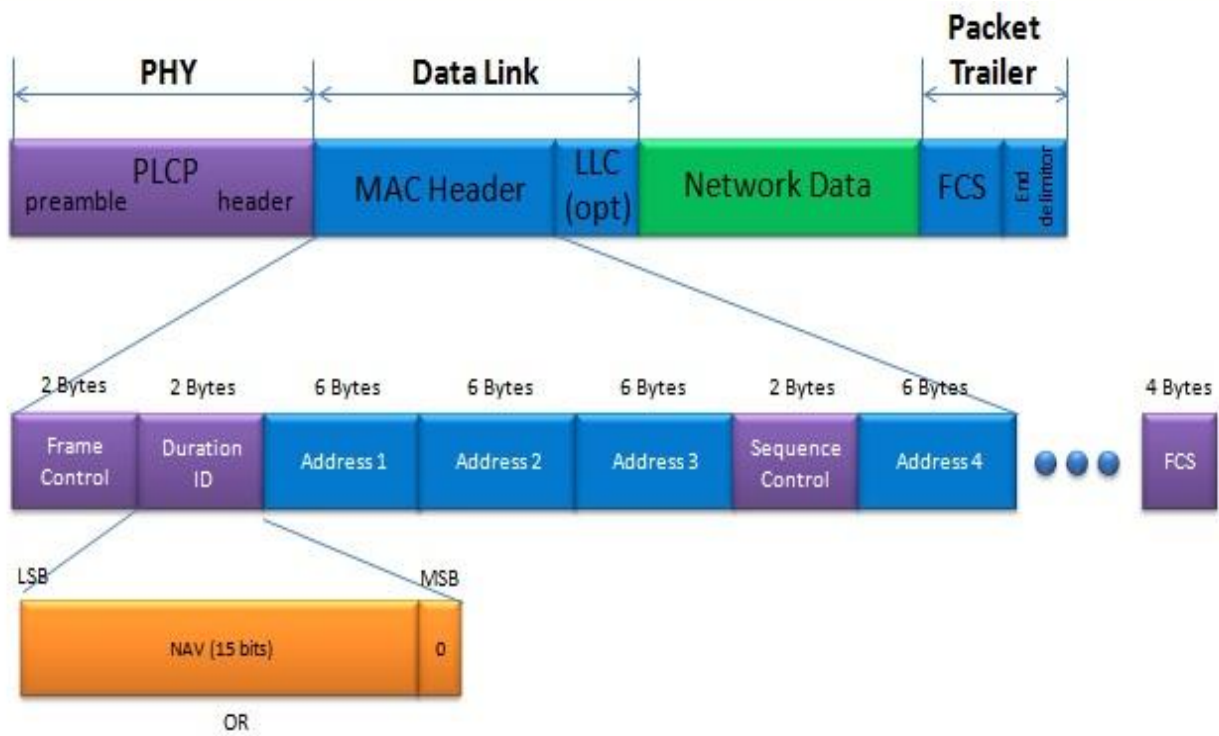 PHY
Data Link
Packet
Trailer
PLCP
preamble header
MAC Header
LLC
(opt)
Network Data
FCS
End
delimitor
2 Bytes
2 Bytes
6 Bytes
6 Bytes
6 Bytes
2 Bytes
6 Bytes
4 Bytes
Frame
Control
Duration
ID
Address 1
Address 2
Address 3
Sequence
Control
Address 4
FCS
LSB
MSB
NAV (15 bits)
0
OR